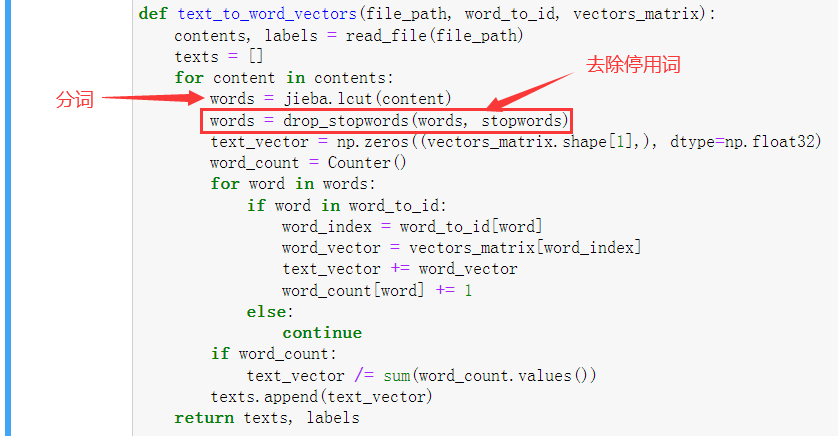 def text_to_word_vectors(file_path, word_to_id, vectors_matrix):
    contents, labels = read_file(file_path)
    texts = []
    for content in contents:
去除停用词
分词
        words = jieba.lcut(content)
        words = drop_stopwords(words, stopwords)
        text_vector = np.zeros((vectors_matrix.shape[1],), dtype=np.float32)
        word_count = Counter()
        for word in words:
            if word in word_to_id:
                word_index = word_to_id[word]
                word_vector = vectors_matrix[word_index]
                text_vector += word_vector
                word_count[word] += 1
            else:
                continue
        if word_count:
            text_vector /= sum(word_count.values())
        texts.append(text_vector)
    return texts, labels